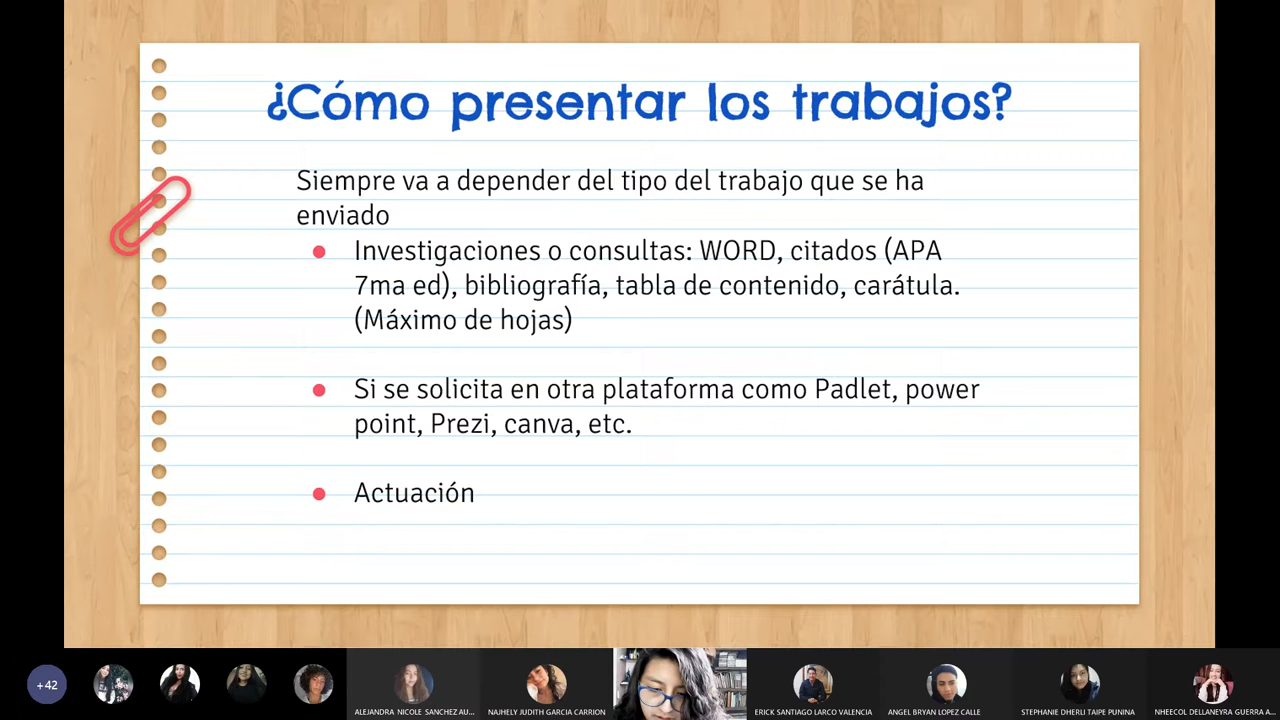 ¿Cómo presentar los trabajos?
Siempre va a depender del tipo del trabajo que se ha
enviado
Investigaciones o consultas: WORD, citados (APA
7ma ed), bibliografía, tabla de contenido, carátula.
(Máximo de hojas)
Si se solicita en otra plataforma como Padlet, power
point, Prezi, canva, etc.
Actuación
+42
ALEJANDRA NICOLE SANCHEZ AU...
NAJHELY JUDITH GARCIA CARRION
ERICK SANTIAGO LARCO VALENCIA
ANGEL BRYAN LOPEZ CALLE
STEPHANIE DHERLI TAIPE PUNINA
NHEECOL DELLANEYRA GUERRA A...